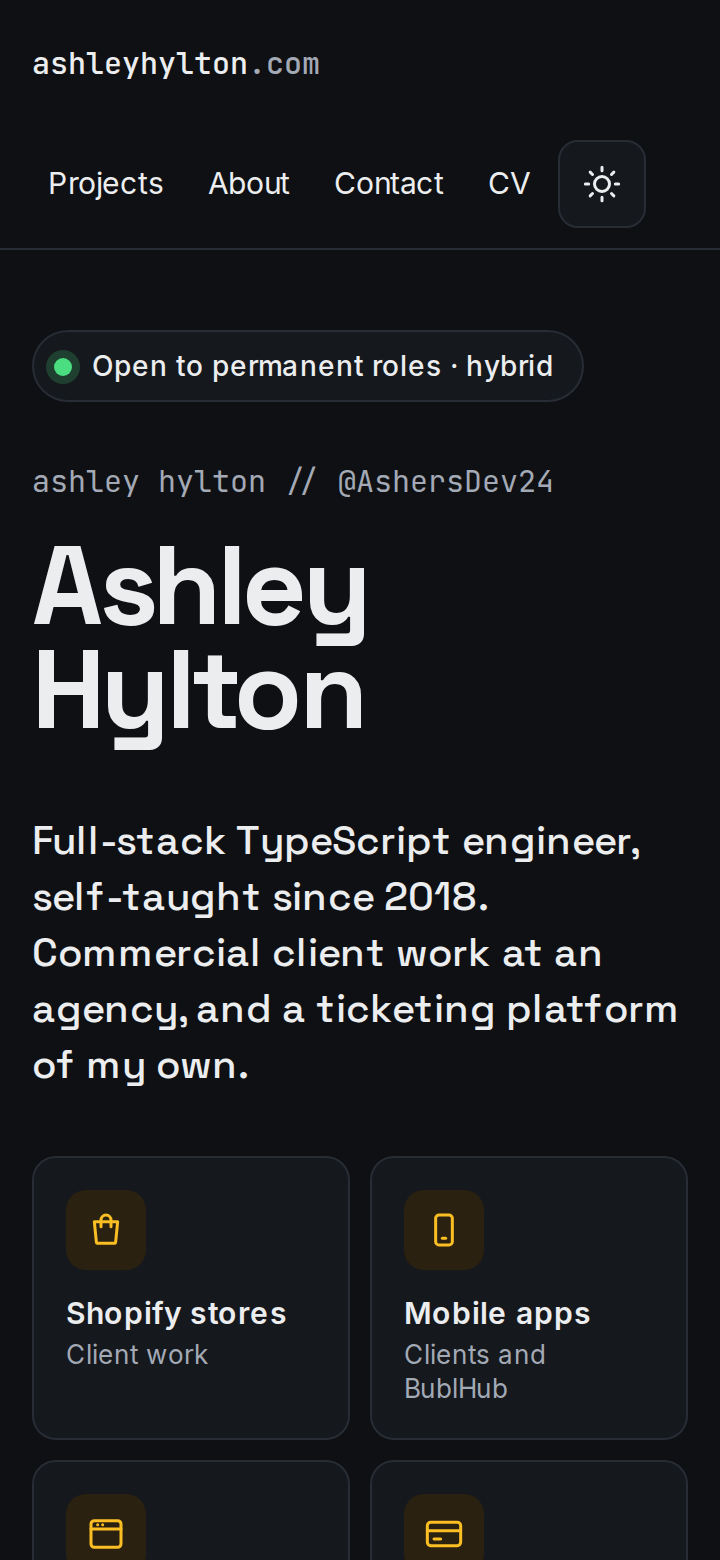 ashleyhylton.com
Projects About Contact CV
Open to permanent roles · hybrid
ashley hylton // @AshersDev24
Ashley
Hylton
Full-stack TypeScript engineer,
self-taught since 2018.
Commercial client work at an
agency, and a ticketing platform
of my own.
Shopify stores
Client work
Mobile apps
Clients and
BublHub